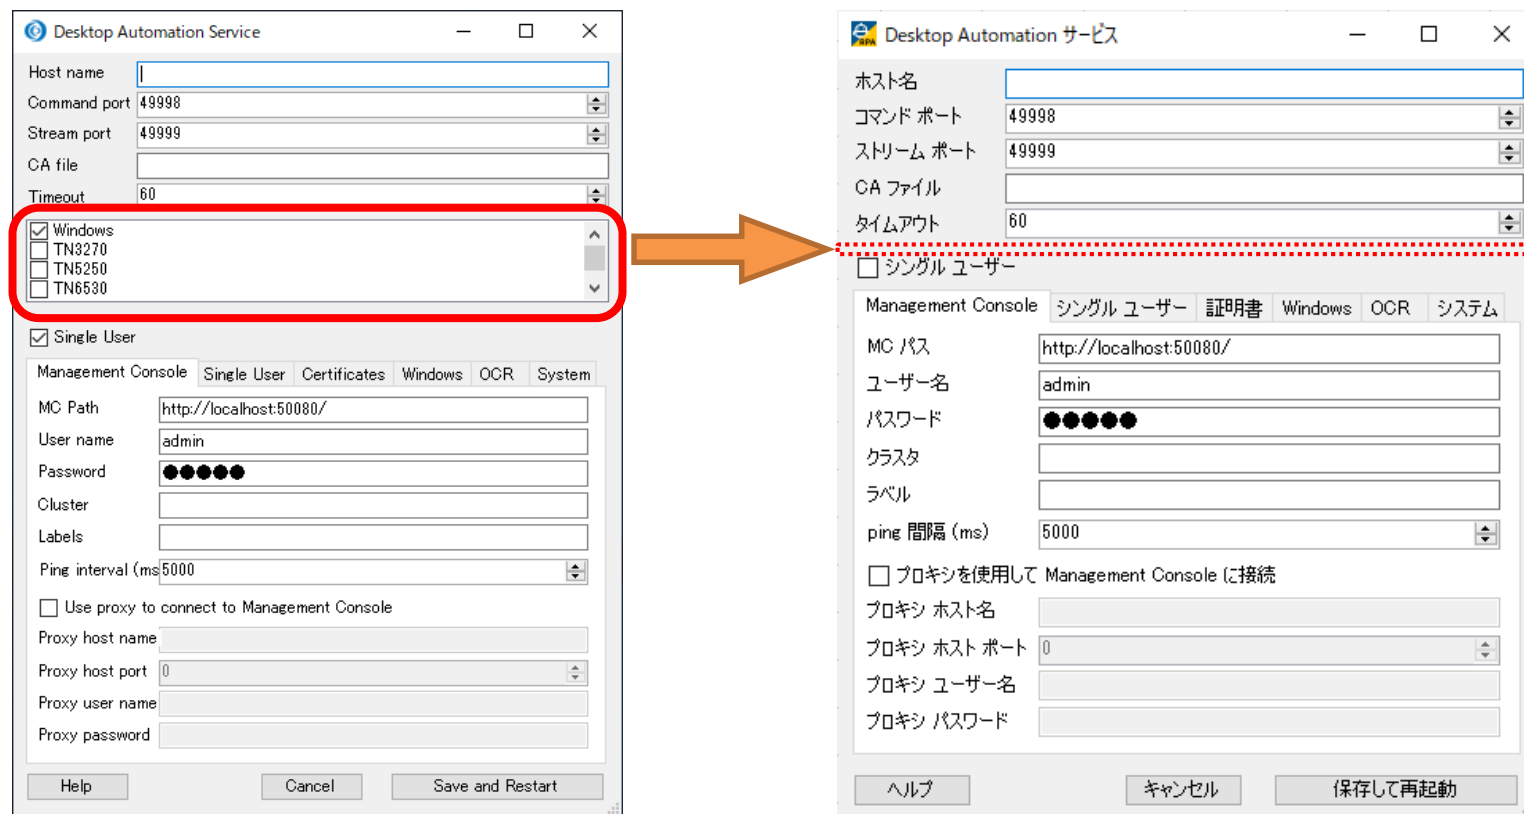 Desktop Automation Service
Host name
Command port 49998
Stream port 49999
CA file
Timeout 60
Windows
TN3270
TN5250
TN6530
Single User
Management Console Single User Certificates Windows OCR System
MC Path http://localhost:50080/
User name admin
Password ●●●●●
Cluster
Labels
Ping interval (ms 5000
Use proxy to connect to Management Console
Proxy host name
Proxy host port 0
Proxy user name
Proxy password
Help Cancel Save and Restart
RPA Desktop Automation サービス
ホスト名
コマンド ポート 49998
ストリーム ポート 49999
CA ファイル
タイムアウト 60
シングル ユーザー
Management Console シングル ユーザー 証明書 Windows OCR システム
MC パス http://localhost:50080/
ユーザー名 admin
パスワード ●●●●●
クラスタ
ラベル
ping 間隔 (ms) 5000
プロキシを使用して Management Console に接続
プロキシ ホスト名
プロキシ ホスト ポート 0
プロキシ ユーザー名
プロキシ パスワード
ヘルプ キャンセル 保存して再起動